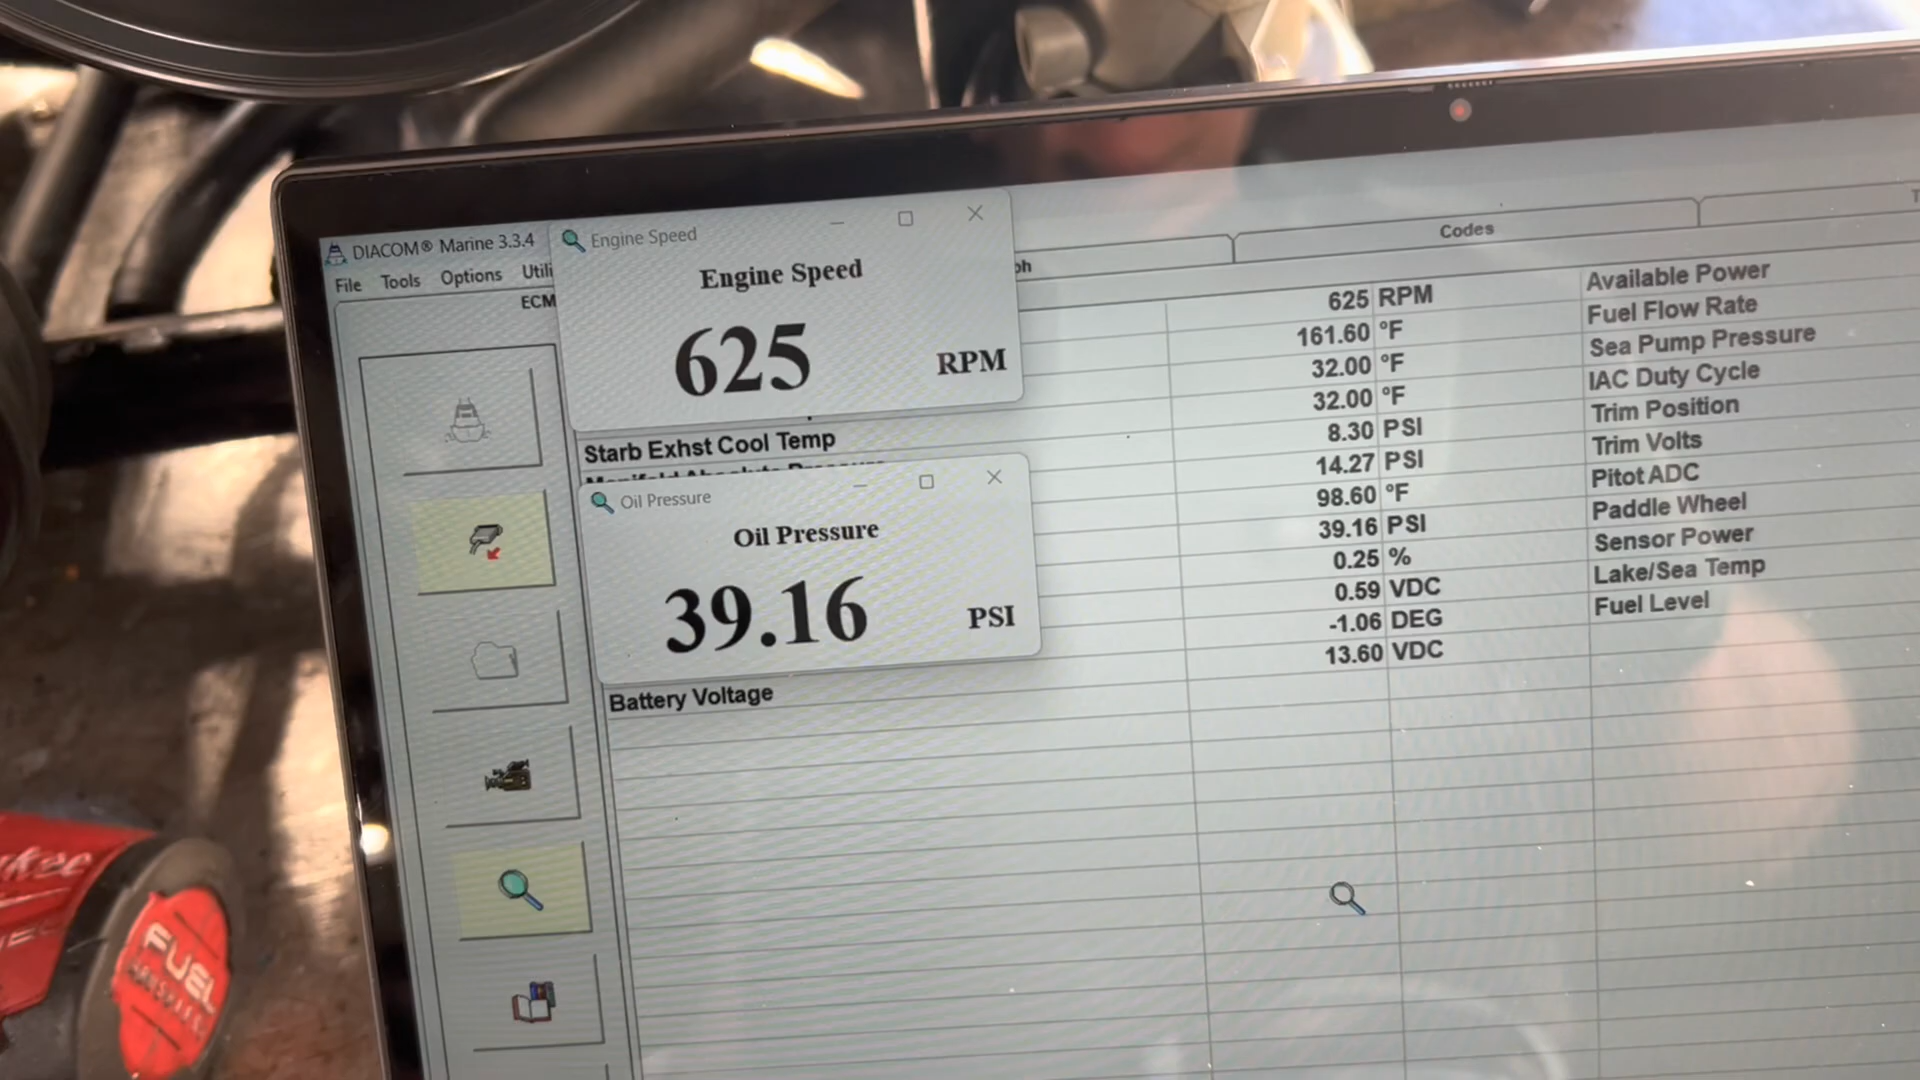 DIACOM® Marine 3.3.4
File Tools Options Utili
ECM
Engine Speed
Engine Speed
625 RPM
Starb Exhst Cool Temp
Oil Pressure
Oil Pressure
39.16 PSI
Battery Voltage
Codes
625 RPM
161.60 °F
32.00 °F
32.00 °F
8.30 PSI
14.27 PSI
98.60 °F
39.16 PSI
0.25 %
0.59 VDC
-1.06 DEG
13.60 VDC
Available Power
Fuel Flow Rate
Sea Pump Pressure
IAC Duty Cycle
Trim Position
Trim Volts
Pitot ADC
Paddle Wheel
Sensor Power
Lake/Sea Temp
Fuel Level
FUEL